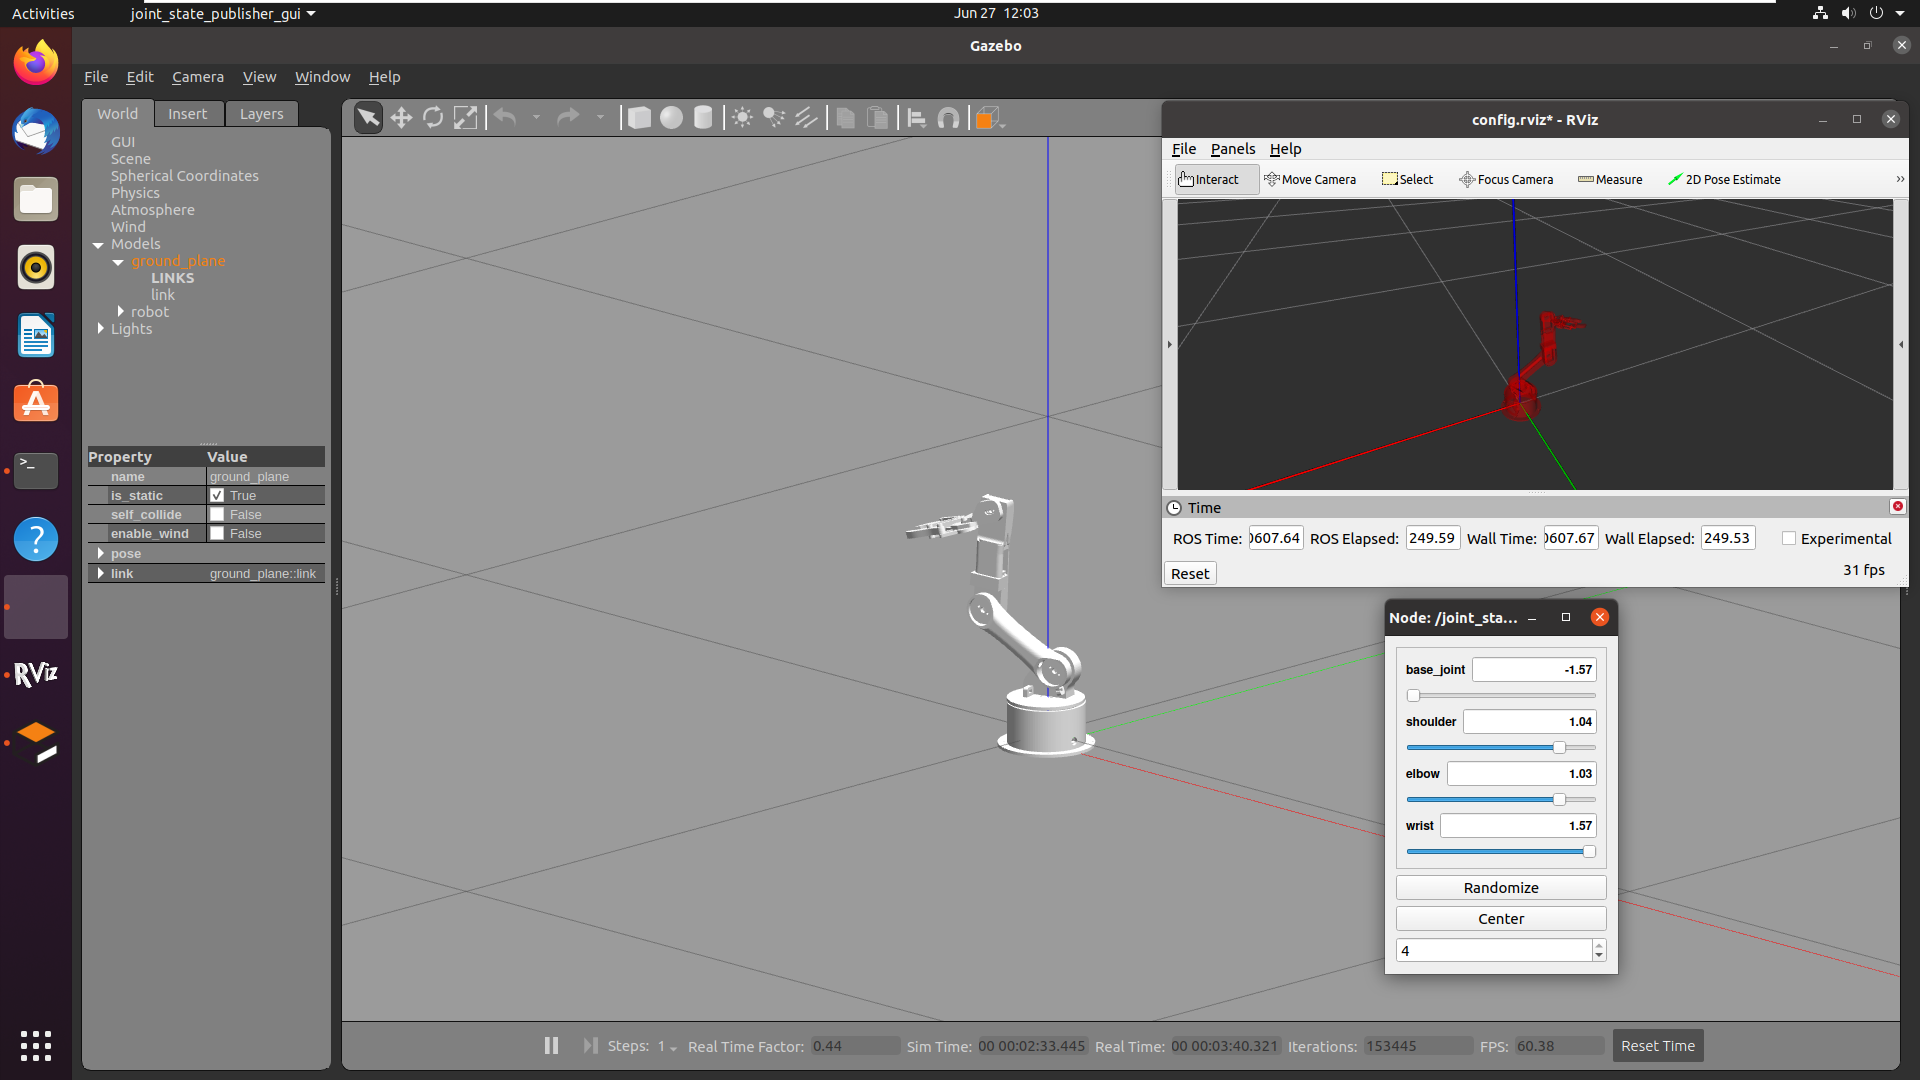 Activities
joint_state_publisher_gui
Jun 27 12:03
Gazebo
File Edit Camera View Window Help
World Insert Layers
GUI
Scene
Spherical Coordinates
Physics
Atmosphere
Wind
Models
ground_plane
LINKS
link
robot
Lights
Property Value
name ground_plane
is_static True
self_collide False
enable_wind False
pose
link ground_plane::link
config.rviz* - RViz
File Panels Help
Interact Move Camera Select Focus Camera Measure 2D Pose Estimate »
Time
ROS Time: 0607.64 ROS Elapsed: 249.59 Wall Time: 0607.67 Wall Elapsed: 249.53 Experimental
Reset 31 fps
Node: /joint_sta...
base_joint -1.57
shoulder 1.04
elbow 1.03
wrist 1.57
Randomize
Center
4
RViz
Steps: 1 Real Time Factor: 0.44 Sim Time: 00 00:02:33.445 Real Time: 00 00:03:40.321 Iterations: 153445 FPS: 60.38 Reset Time